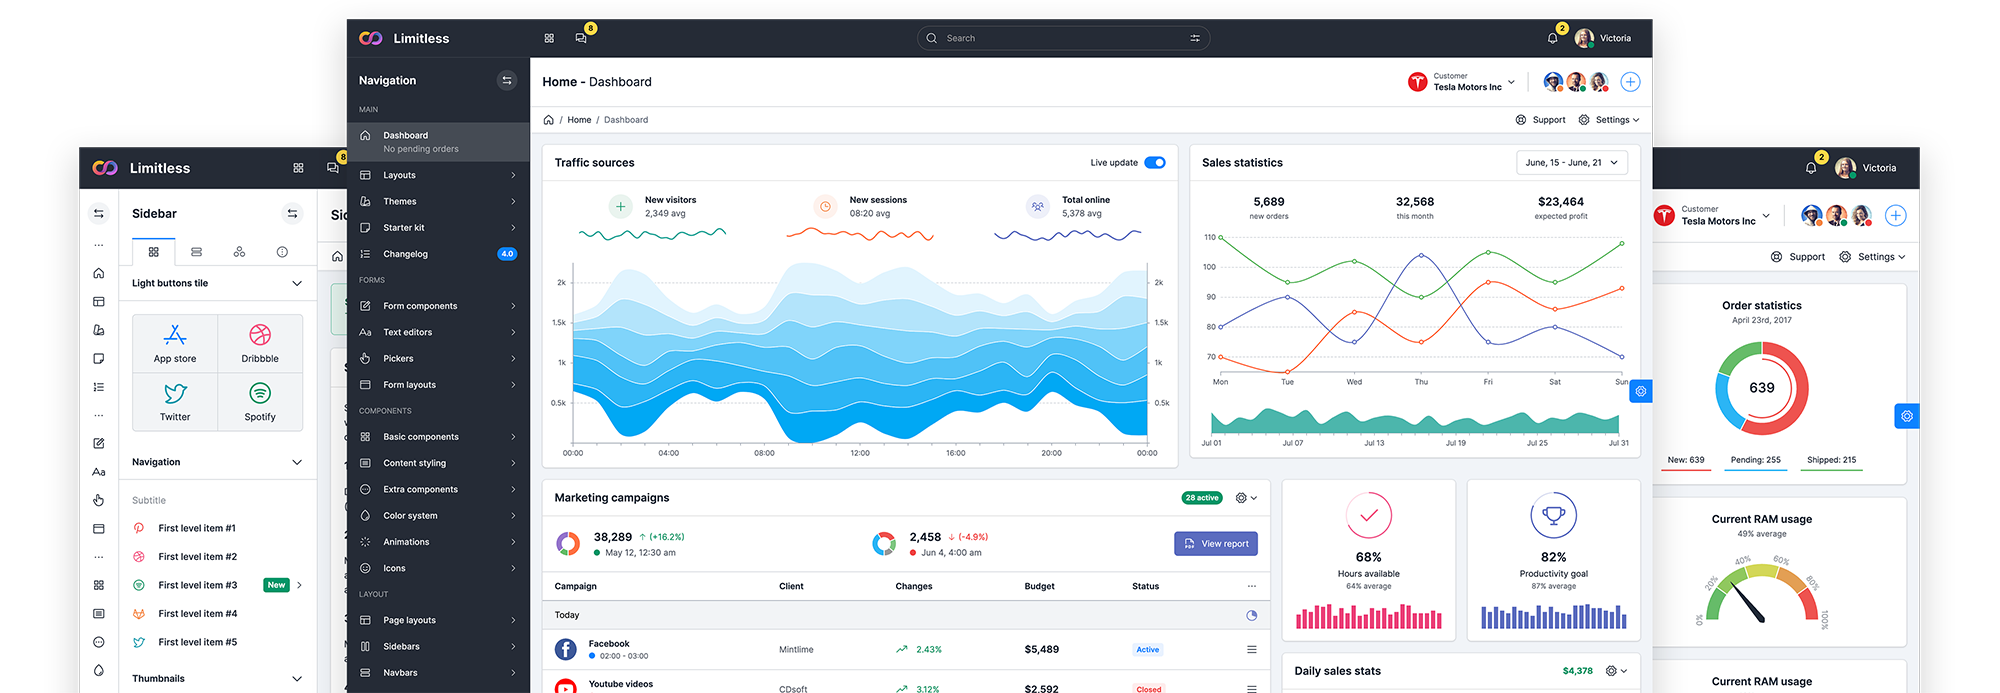 Limitless
8
Search
2
Victoria
Navigation
MAIN
Dashboard
No pending orders
Layouts
Themes
Starter kit
Changelog
4.0
FORMS
Form components
Aa
Text editors
Pickers
Form layouts
COMPONENTS
Basic components
Content styling
Extra components
Color system
Animations
Icons
LAYOUT
Page layouts
Sidebars
Navbars
Home - Dashboard
Customer
Tesla Motors Inc
/ Home / Dashboard
Support
Settings
Traffic sources
Live update
New visitors
2,349 avg
New sessions
08:20 avg
Total online
5,378 avg
2k
1.5k
1k
0.5k
2k
1.5k
1k
0.5k
00:00
04:00
08:00
12:00
16:00
20:00
00:00
Sales statistics
June, 15 - June, 21
5,689
new orders
32,568
this month
$23,464
expected profit
110
100
90
80
70
Mon
Tue
Wed
Thu
Fri
Sat
Sun
Jul 01
Jul 07
Jul 13
Jul 19
Jul 25
Jul 31
Marketing campaigns
28 active
38,289
(+16.2%)
May 12, 12:30 am
2,458
(-4.9%)
Jun 4, 4:00 am
View report
Campaign
Client
Changes
Budget
Status
Today
Facebook
02:00 - 03:00
Mintlime
2.43%
$5,489
Active
Youtube videos
CDsoft
3.12%
$2,592
Closed
68%
Hours available
64% average
82%
Productivity goal
87% average
Daily sales stats
$4,378
Limitless
8
Sidebar
Light buttons tile
App store
Dribbble
Twitter
Spotify
Navigation
Subtitle
First level item #1
First level item #2
First level item #3
New
First level item #4
First level item #5
Thumbnails
Aa
2
Victoria
Customer
Tesla Motors Inc
Support
Settings
Order statistics
April 23rd, 2017
639
New: 639
Pending: 255
Shipped: 215
Current RAM usage
49% average
0%
20%
40%
60%
80%
100%
Current RAM usage